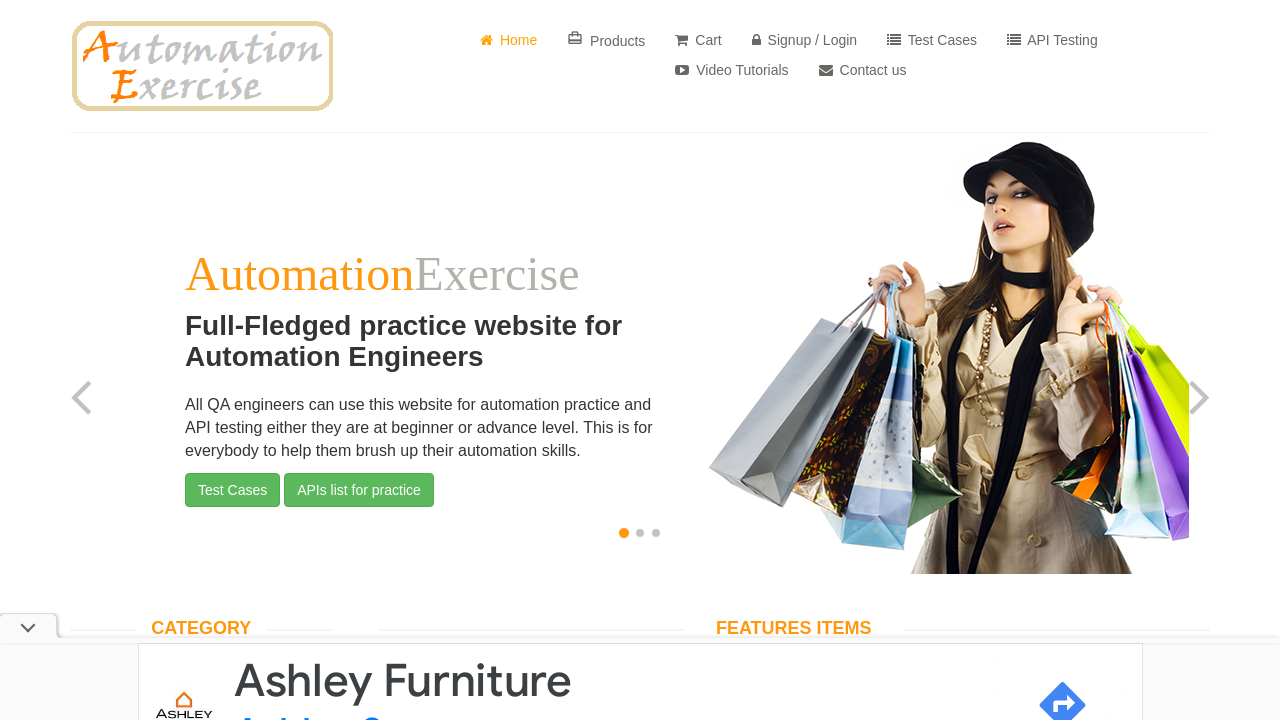 Automation
Exercise
Home
Products
Cart
Signup / Login
Test Cases
API Testing
Video Tutorials
Contact us
AutomationExercise
Full-Fledged practice website for
Automation Engineers
All QA engineers can use this website for automation practice and
API testing either they are at beginner or advance level. This is for
everybody to help them brush up their automation skills.
Test Cases
APIs list for practice
CATEGORY
FEATURES ITEMS
Ashley Furniture
ASHLEY